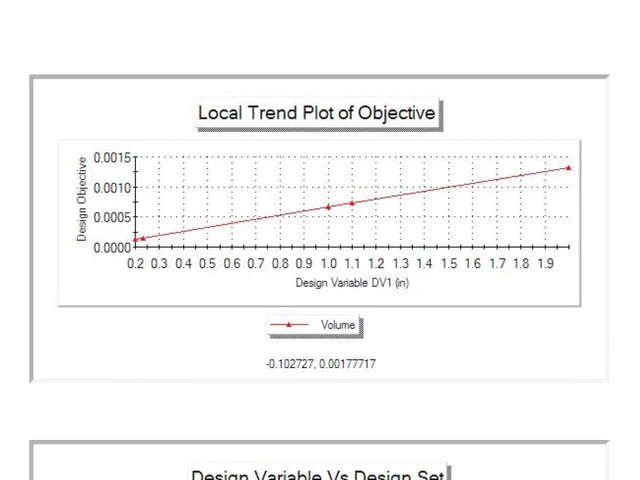 Local Trend Plot of Objective
Design Objective
0.0015
0.0010
0.0005
0.0000
0.2 0.3 0.4 0.5 0.6 0.7 0.8 0.9 1.0 1.1 1.2 1.3 1.4 1.5 1.6 1.7 1.8 1.9
Design Variable DV1 (in)
Volume
-0.102727, 0.00177717
Design Variable Vs Design Set